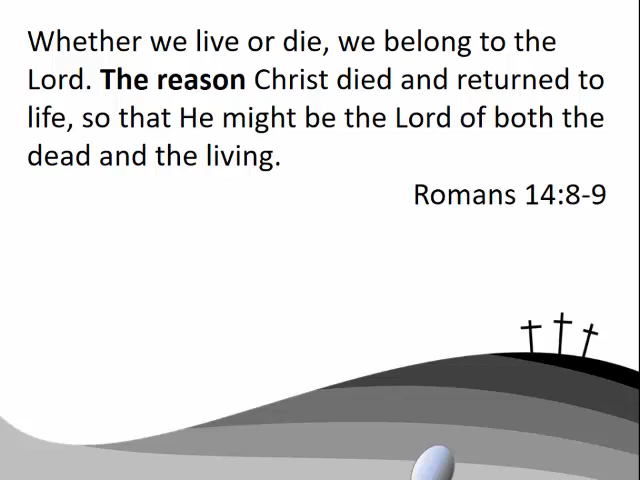 Whether we live or die, we belong to the
Lord. The reason Christ died and returned to
life, so that He might be the Lord of both the
dead and the living.
Romans 14:8-9